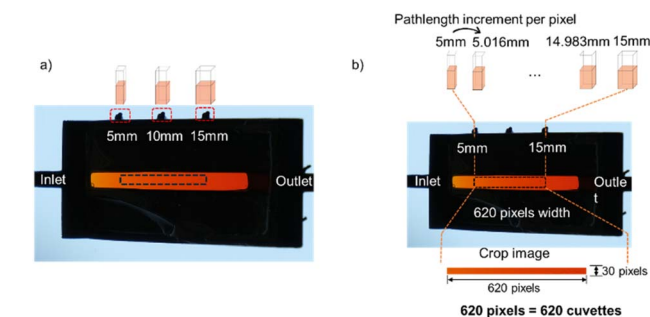 a)
5mm 10mm 15mm
Inlet
Outlet
b)
Pathlength increment per pixel
5mm 5.016mm 14.983mm 15mm
...
5mm 15mm
Inlet
Outle
t
620 pixels width
Crop image
30 pixels
620 pixels
620 pixels = 620 cuvettes